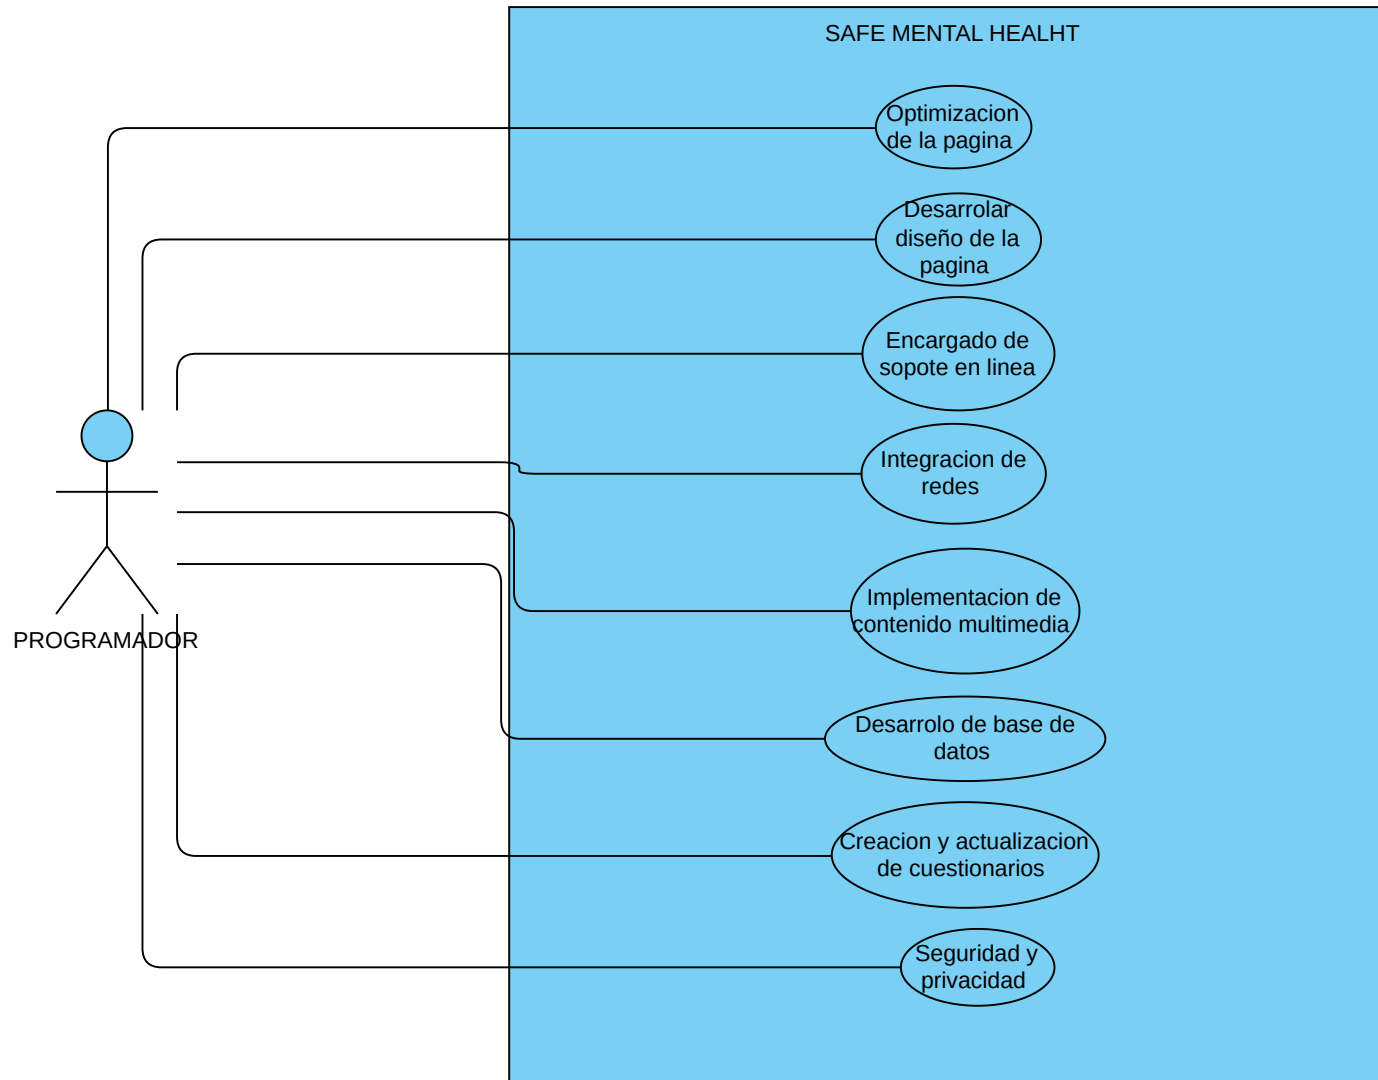 SAFE MENTAL HEALHT
Optimizacion
de la pagina
Desarrolar
diseño de la
pagina
Encargado de
sopote en linea
Integracion de
redes
Implementacion de
contenido multimedia
PROGRAMADOR
Desarrolo de base de
datos
Creacion y actualizacion
de cuestionarios
Seguridad y
privacidad